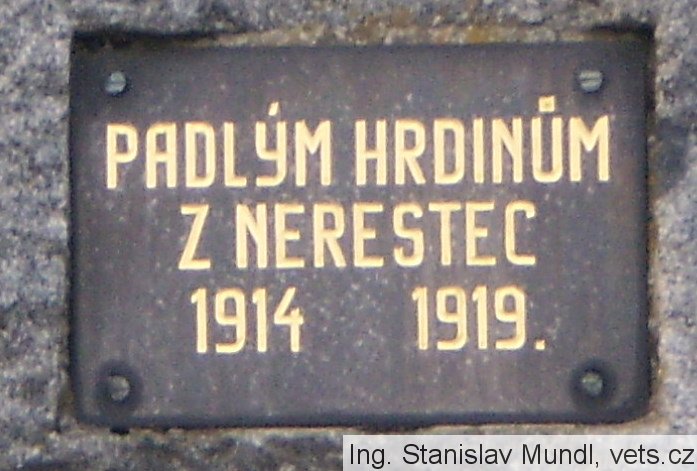 PADLÝM HRDINŮM
Z NERESTEC
1914 1919.
Ing. Stanislav Mundl, vets.cz